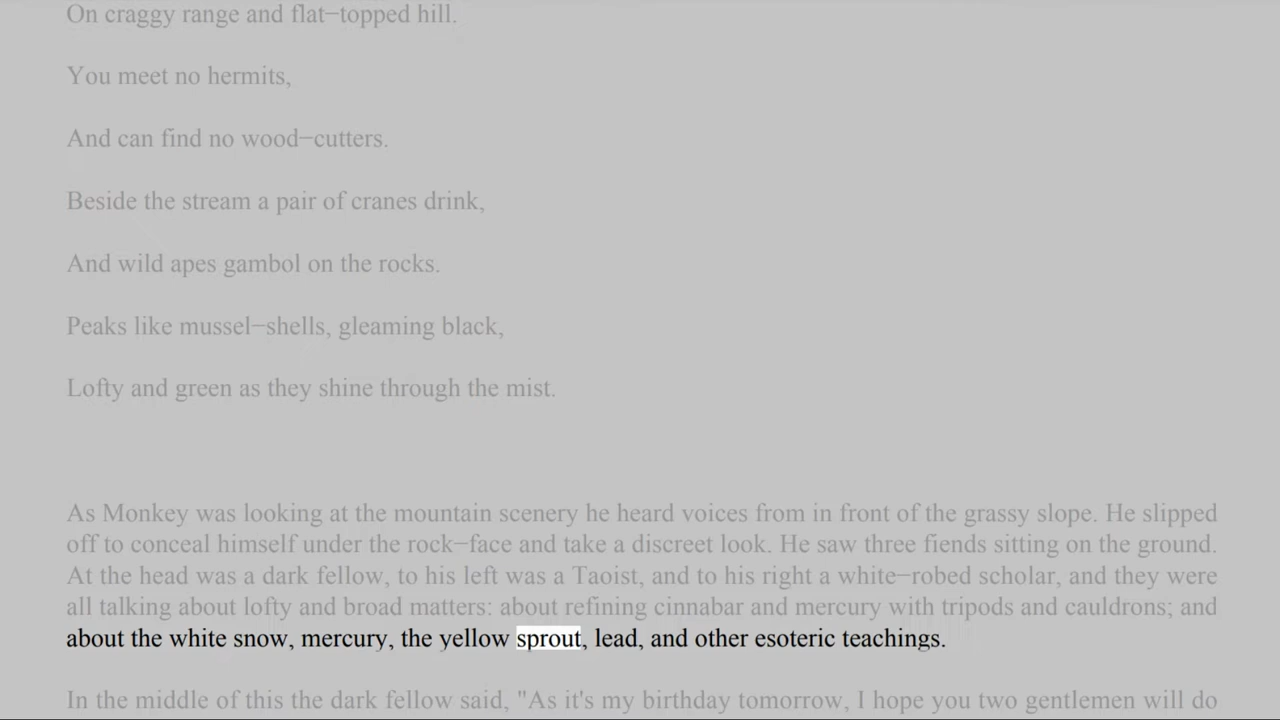 On craggy range and flat−topped hill.
You meet no hermits,
And can find no wood−cutters.
Beside the stream a pair of cranes drink,
And wild apes gambol on the rocks.
Peaks like mussel−shells, gleaming black,
Lofty and green as they shine through the mist.
As Monkey was looking at the mountain scenery he heard voices from in front of the grassy slope. He slipped
off to conceal himself under the rock−face and take a discreet look. He saw three fiends sitting on the ground.
At the head was a dark fellow, to his left was a Taoist, and to his right a white−robed scholar, and they were
all talking about lofty and broad matters: about refining cinnabar and mercury with tripods and cauldrons; and
about the white snow, mercury, the yellow sprout, lead, and other esoteric teachings.
In the middle of this the dark fellow said, "As it's my birthday tomorrow, I hope you two gentlemen will do